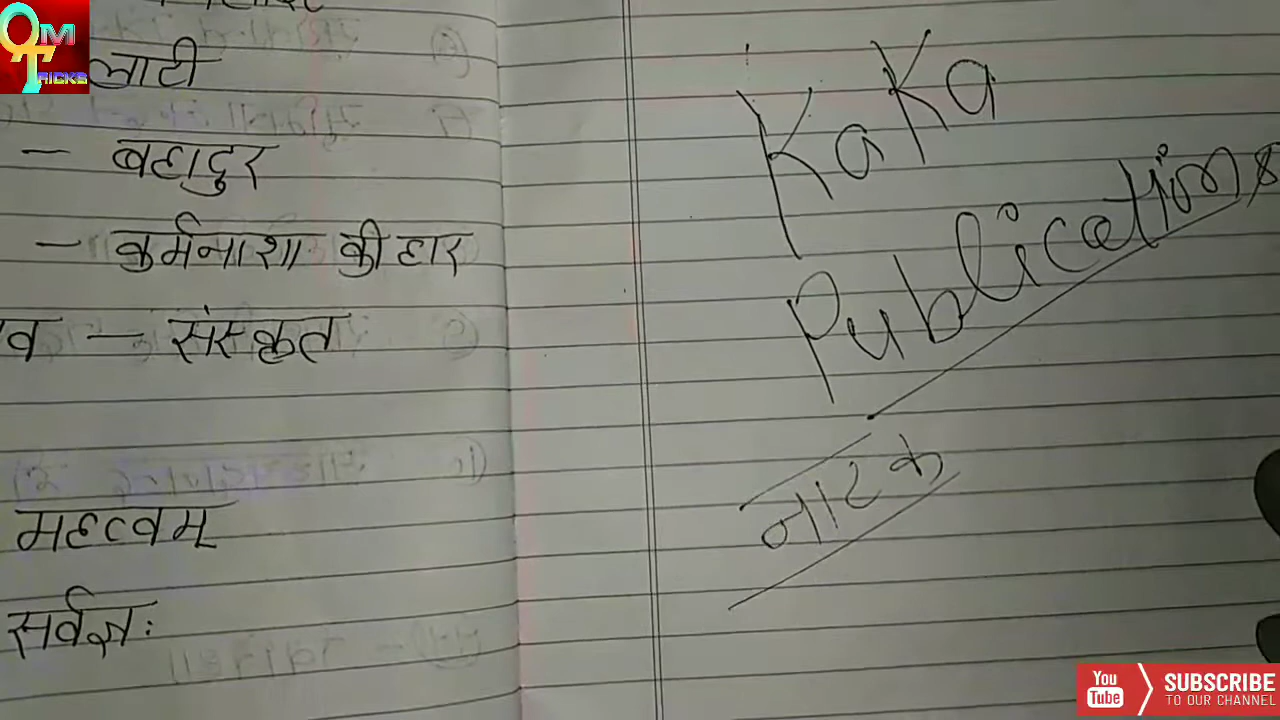 OM TRICKS
लाटी
— बहादुर
— कर्मनाशा की हार
व — संस्कृत
महत्वम्
सर्वज्ञः
KaKa
Publications
नाटक
You Tube
SUBSCRIBE
TO OUR CHANNEL